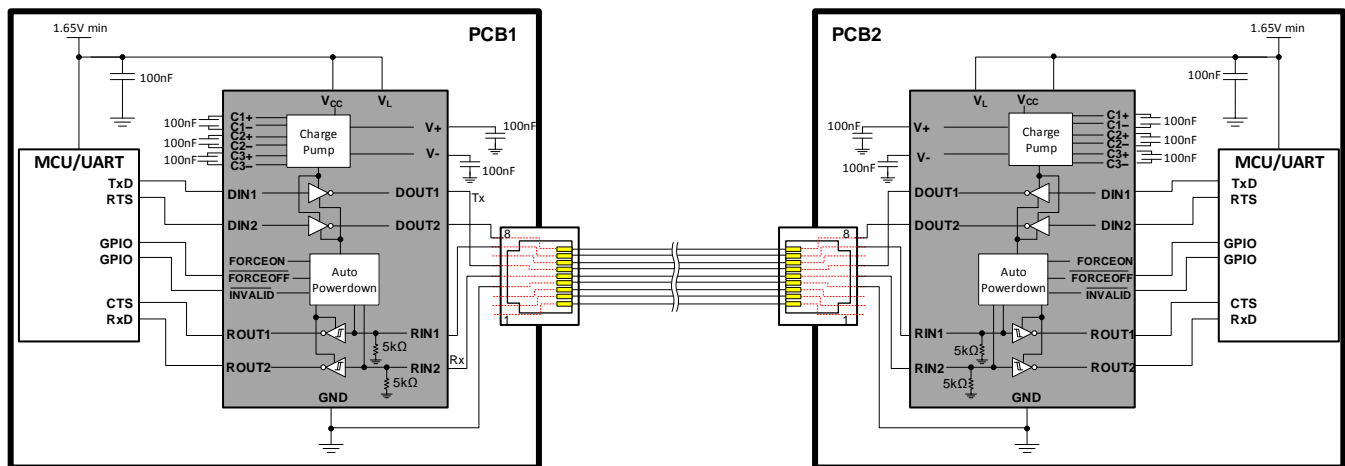 PCB1
1.65V min
100nF
VCC
VL
C1+
C1−
C2+
C2−
C3+
C3−
100nF
100nF
100nF
Charge
Pump
V+
V-
100nF
100nF
MCU/UART
TxD
RTS
GPIO
GPIO
CTS
RxD
DIN1
DIN2
FORCEON
FORCEOFF
INVALID
ROUT1
ROUT2
Auto
Powerdown
DOUT1
Tx
DOUT2
RIN1
5kΩ
Rx
RIN2
5kΩ
GND
8
1
PCB2
1.65V min
100nF
VL
VCC
V+
V-
100nF
100nF
Charge
Pump
C1+
C1−
C2+
C2−
C3+
C3−
100nF
100nF
100nF
MCU/UART
TxD
RTS
GPIO
GPIO
CTS
RxD
DOUT1
DOUT2
DIN1
DIN2
FORCEON
FORCEOFF
INVALID
Auto
Powerdown
RIN1
5kΩ
RIN2
5kΩ
ROUT1
ROUT2
GND
8
1